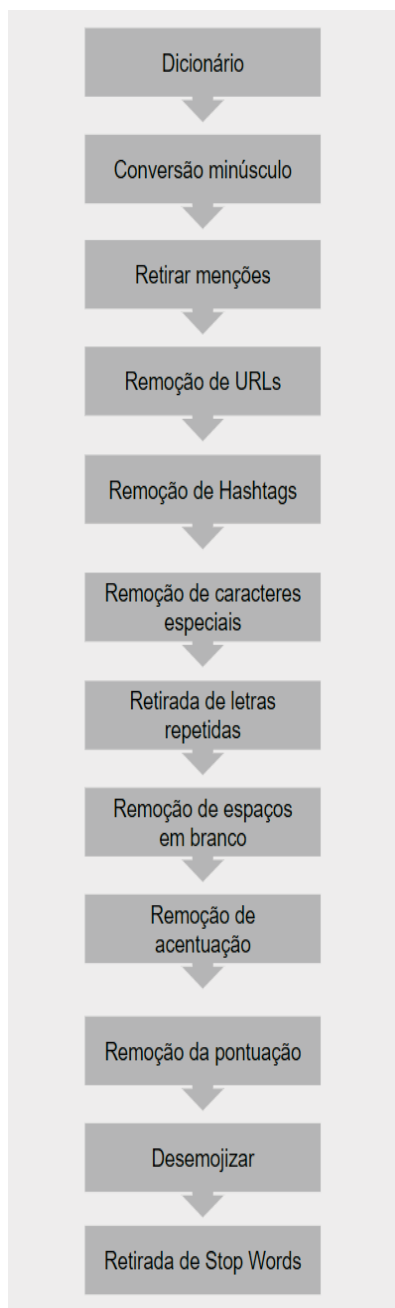 Dicionário
Conversão minúsculo
Retirar menções
Remoção de URLs
Remoção de Hashtags
Remoção de caracteres
especiais
Retirada de letras
repetidas
Remoção de espaços
em branco
Remoção de
acentuação
Remoção da pontuação
Desemojizar
Retirada de Stop Words